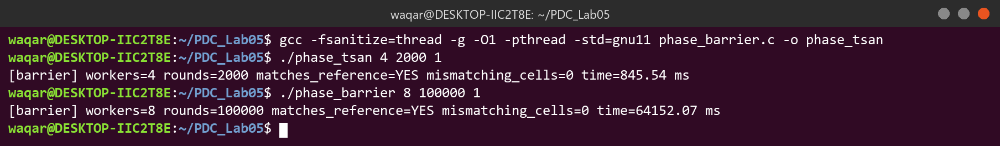 waqar@DESKTOP-IIC2T8E: ~/PDC_Lab05
waqar@DESKTOP-IIC2T8E:~/PDC_Lab05$ gcc -fsanitize=thread -g -O1 -pthread -std=gnu11 phase_barrier.c -o phase_tsan
waqar@DESKTOP-IIC2T8E:~/PDC_Lab05$ ./phase_tsan 4 2000 1
[barrier] workers=4 rounds=2000 matches_reference=YES mismatching_cells=0 time=845.54 ms
waqar@DESKTOP-IIC2T8E:~/PDC_Lab05$ ./phase_barrier 8 100000 1
[barrier] workers=8 rounds=100000 matches_reference=YES mismatching_cells=0 time=64152.07 ms
waqar@DESKTOP-IIC2T8E:~/PDC_Lab05$